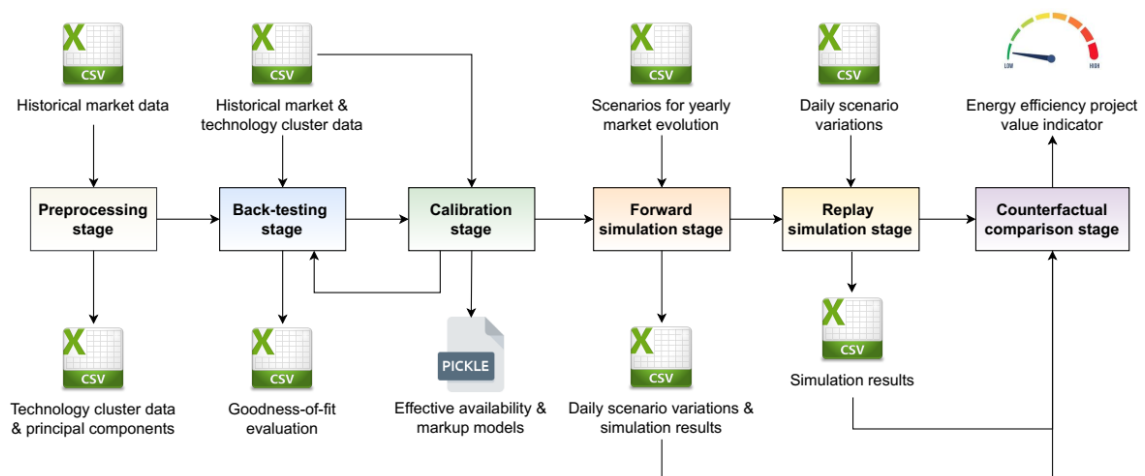 X
CSV
Historical market data
X
CSV
Historical market &
technology cluster data
X
CSV
Scenarios for yearly
market evolution
X
CSV
Daily scenario
variations
LOW
HIGH
Energy efficiency project
value indicator
Preprocessing
stage
Back-testing
stage
Calibration
stage
Forward
simulation stage
Replay
simulation stage
Counterfactual
comparison stage
X
CSV
Technology cluster data
& principal components
X
CSV
Goodness-of-fit
evaluation
PICKLE
Effective availability &
markup models
X
CSV
Daily scenario variations &
simulation results
X
CSV
Simulation results